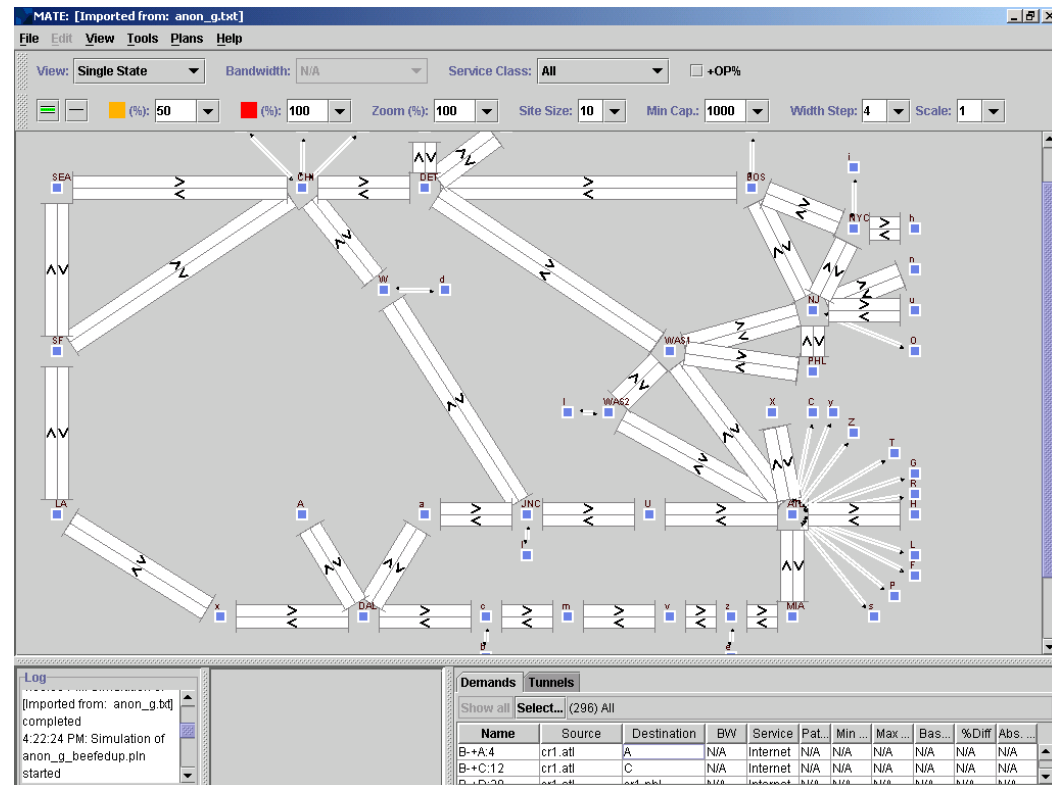 MATE: [Imported from: anon_g.txt]
File Edit View Tools Plans Help
View: Single State Bandwidth: N/A Service Class: All +OP%
(%): 50 (%): 100 Zoom (%): 100 Site Size: 10 Min Cap.: 1000 Width Step: 4 Scale: 1
SEA CHI DET BOS i
NYC h
W d n
NJ u
SF WAS1 O
PHL
l WAS2 X C y
Z
T
G
R
LA A a JNC U ATL H
L
F
P
x DAL c m v z MIA s
Log
[Imported from: anon_g.txt]
completed
4:22:24 PM: Simulation of
anon_g_beefedup.pln
started
Demands Tunnels
Show all Select... (296) All
Name Source Destination BW Service Pat... Min ... Max ... Bas... %Diff Abs. ...
B-+A:4 cr1.atl A N/A Internet N/A N/A N/A N/A N/A N/A
B-+C:12 cr1.atl C N/A Internet N/A N/A N/A N/A N/A N/A